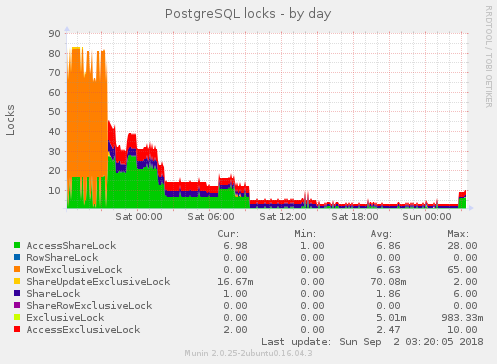 PostgreSQL locks - by day
RRDTOOL / TOBI OETIKER
Locks
90
80
70
60
50
40
30
20
10
Sat 00:00 Sat 06:00 Sat 12:00 Sat 18:00 Sun 00:00
Cur: Min: Avg: Max:
AccessShareLock 6.98 1.00 6.86 28.00
RowShareLock 0.00 0.00 0.00 0.00
RowExclusiveLock 0.00 0.00 6.63 65.00
ShareUpdateExclusiveLock 16.67m 0.00 70.08m 2.00
ShareLock 1.00 0.00 1.86 6.00
ShareRowExclusiveLock 0.00 0.00 0.00 0.00
ExclusiveLock 0.00 0.00 5.01m 983.33m
AccessExclusiveLock 2.00 0.00 2.47 10.00
Last update: Sun Sep 2 03:20:05 2018
Munin 2.0.25-2ubuntu0.16.04.3